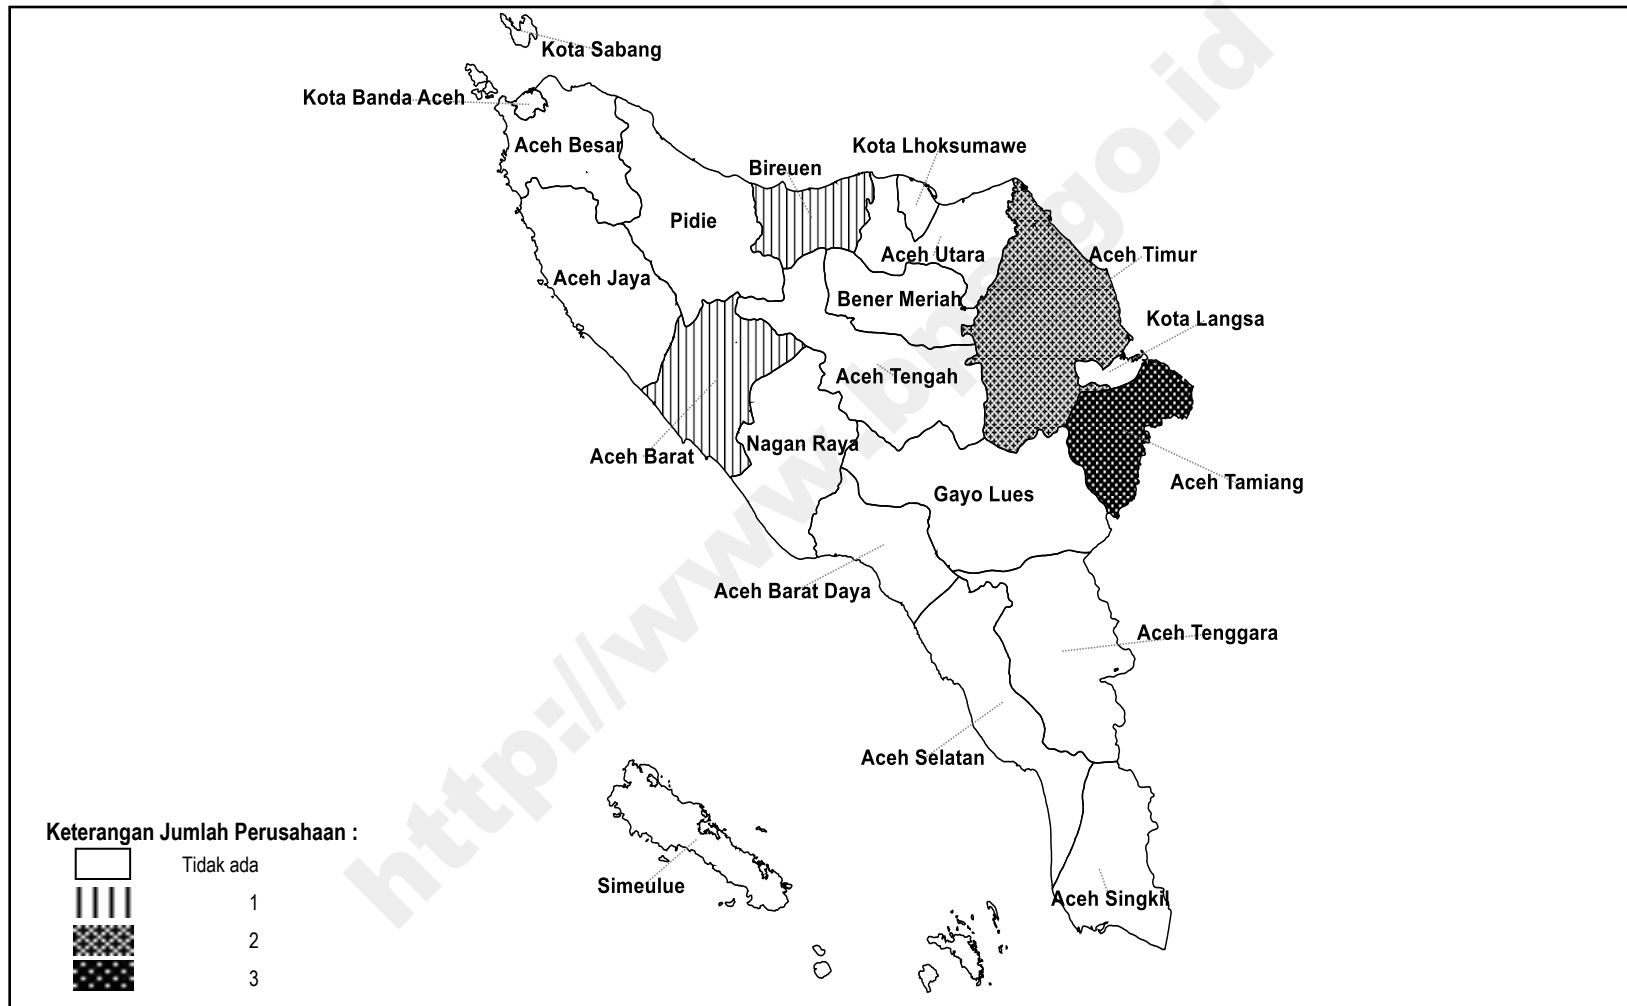 Kota Sabang
Kota Banda Aceh
Aceh Besar
Kota Lhoksumawe
Bireuen
Pidie
Aceh Utara
Aceh Timur
Aceh Jaya
Bener Meriah
Kota Langsa
Aceh Tengah
Nagan Raya
Aceh Barat
Aceh Tamiang
Gayo Lues
Aceh Barat Daya
Aceh Tenggara
Aceh Selatan
Simeulue
Aceh Singkil
Keterangan Jumlah Perusahaan :
Tidak ada
1
2
3
http://www.bps.go.id